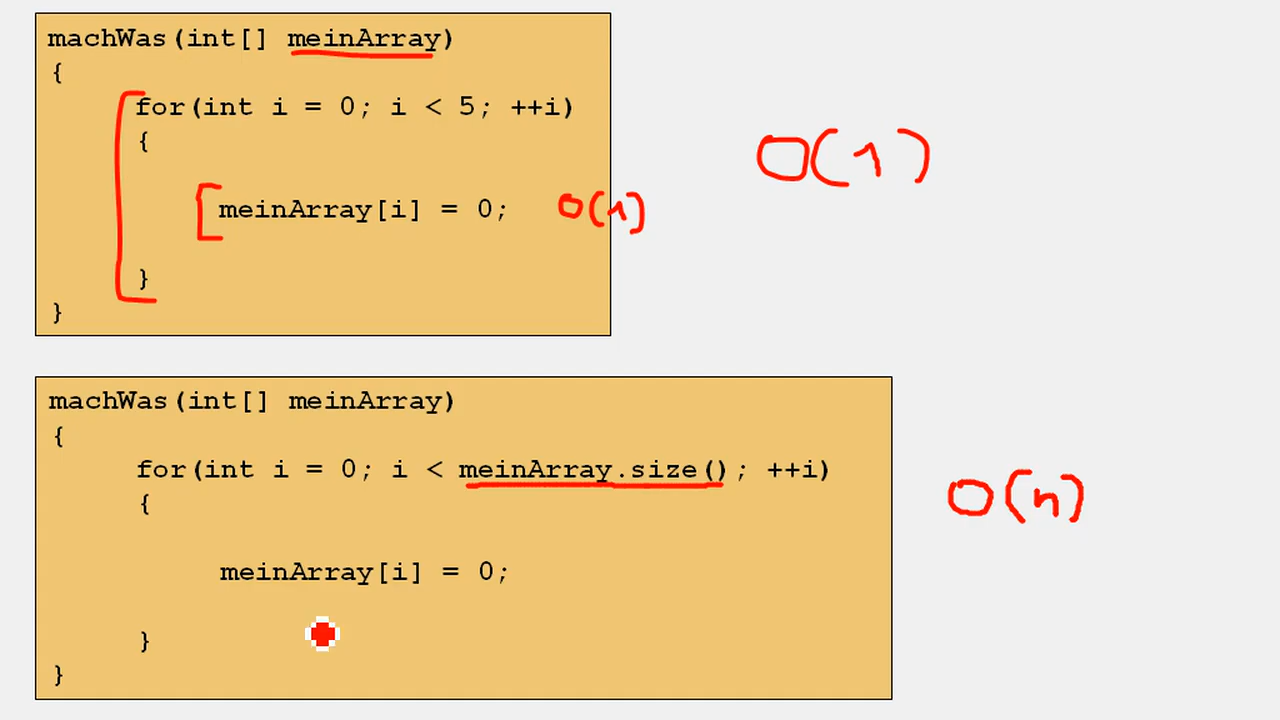 machWas(int[] meinArray)
{
for(int i = 0; i < 5; ++i)
{
O(1)
meinArray[i] = 0; O(1)
}
}
machWas(int[] meinArray)
{
for(int i = 0; i < meinArray.size(); ++i)
{
O(n)
meinArray[i] = 0;
}
}